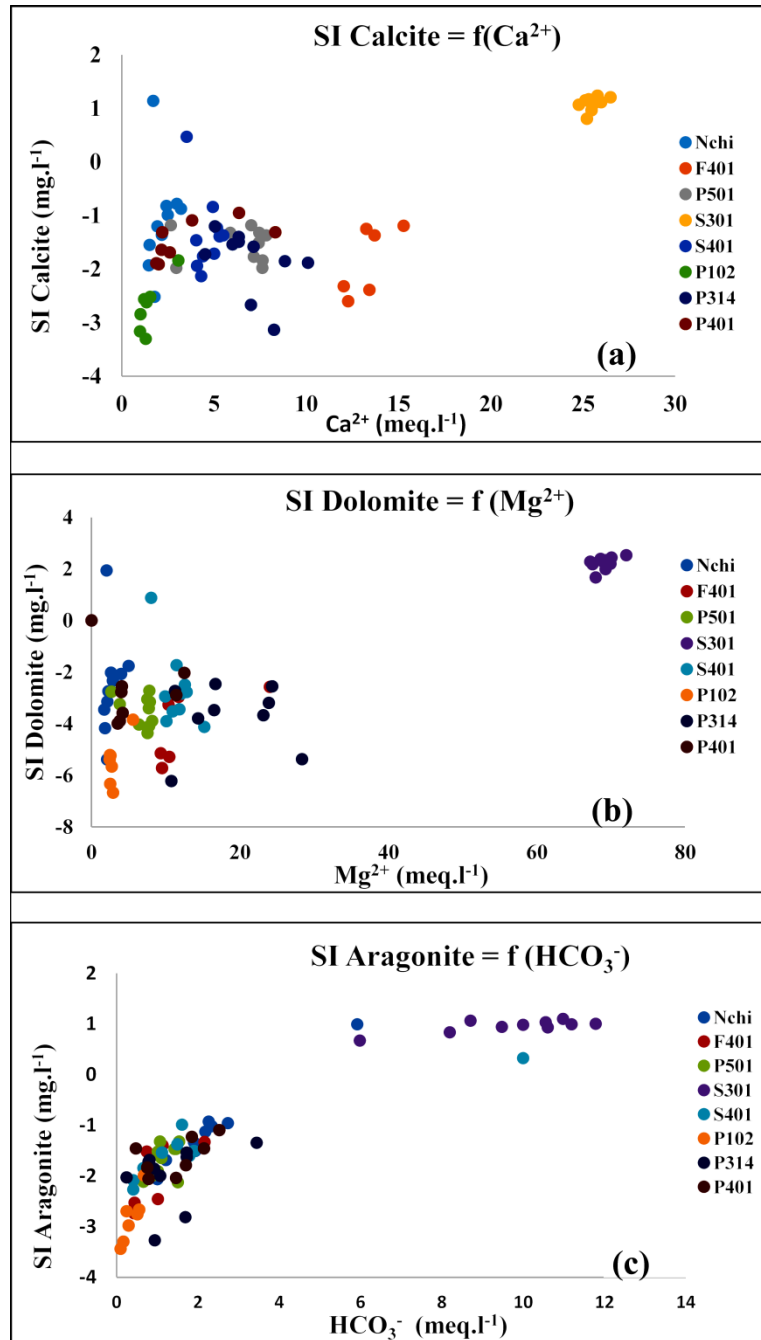 SI Calcite = f(Ca²⁺)
2
1
0
-1
-2
-3
-4
SI Calcite (mg.l⁻¹)
0 5 10 15 20 25 30
Ca²⁺ (meq.l⁻¹)
Nchi
F401
P501
S301
S401
P102
P314
P401
(a)
SI Dolomite = f (Mg²⁺)
4
2
0
-2
-4
-6
-8
SI Dolomite (mg.l⁻¹)
0 20 40 60 80
Mg²⁺ (meq.l⁻¹)
Nchi
F401
P501
S301
S401
P102
P314
P401
(b)
SI Aragonite = f (HCO₃⁻)
2
1
0
-1
-2
-3
-4
SI Aragonite (mg.l⁻¹)
0 2 4 6 8 10 12 14
HCO₃⁻ (meq.l⁻¹)
Nchi
F401
P501
S301
S401
P102
P314
P401
(c)